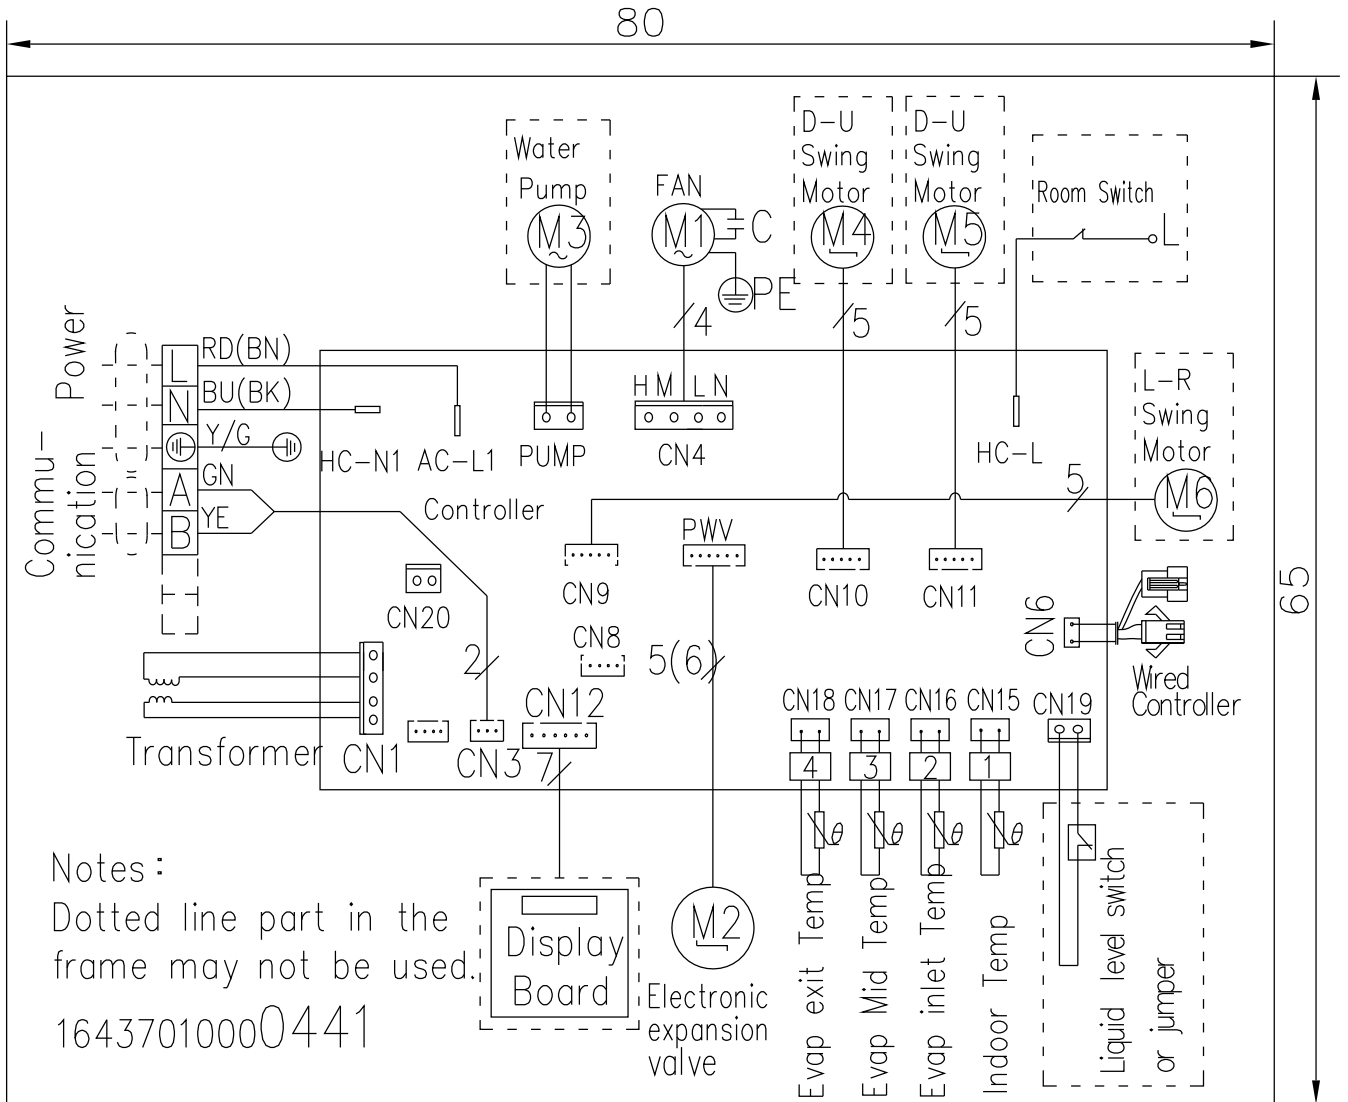 80
65
Water
Pump
M3
FAN
M1
C
PE
4
D-U
Swing
Motor
M4
5
D-U
Swing
Motor
M5
5
Room Switch
L
Power
Commu-
nication
L
N
A
B
RD(BN)
BU(BK)
Y/G
GN
YE
HC-N1
AC-L1
PUMP
H M L N
CN4
HC-L
L-R
Swing
Motor
M6
5
Controller
CN9
PWV
CN10
CN11
CN20
CN8
2
5(6)
CN6
Wired
Controller
Transformer
CN1
CN3
CN12
7
CN18
CN17
CN16
CN15
CN19
4
3
2
1
θ
θ
θ
θ
Evap exit Temp
Evap Mid Temp
Evap inlet Temp
Indoor Temp
Liquid level switch
or jumper
Notes:
Dotted line part in the
frame may not be used.
16437010000441
Display
Board
M2
Electronic
expansion
valve